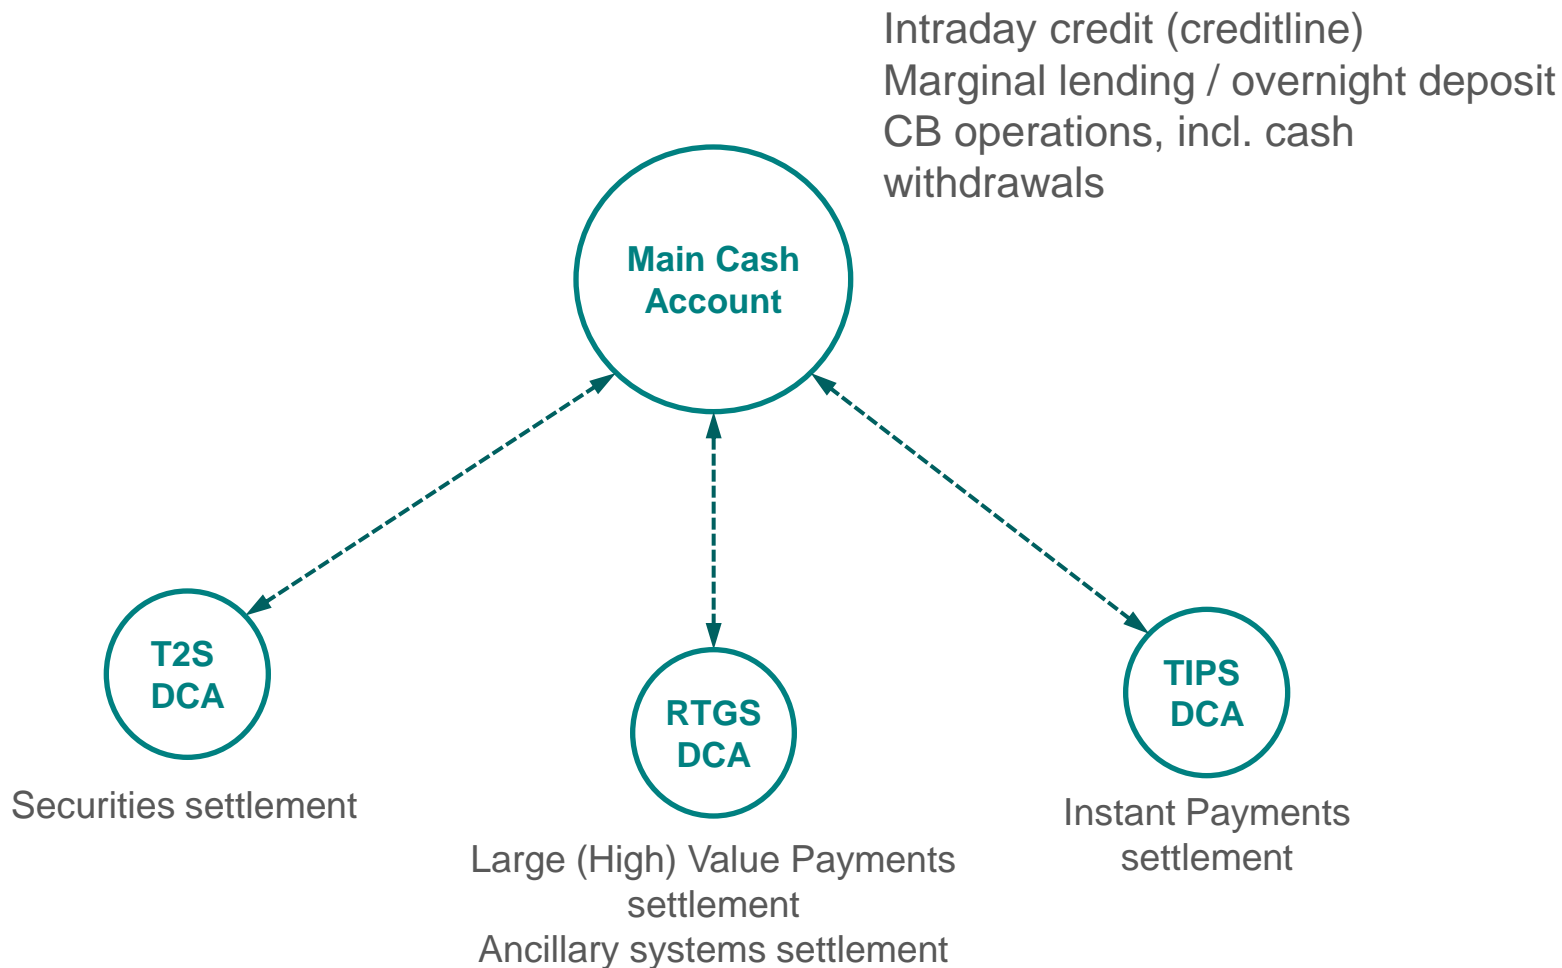 Intraday credit (creditline)
Marginal lending / overnight deposit
CB operations, incl. cash
withdrawals
Main Cash
Account
T2S
DCA
Securities settlement
RTGS
DCA
Large (High) Value Payments
settlement
Ancillary systems settlement
TIPS
DCA
Instant Payments
settlement